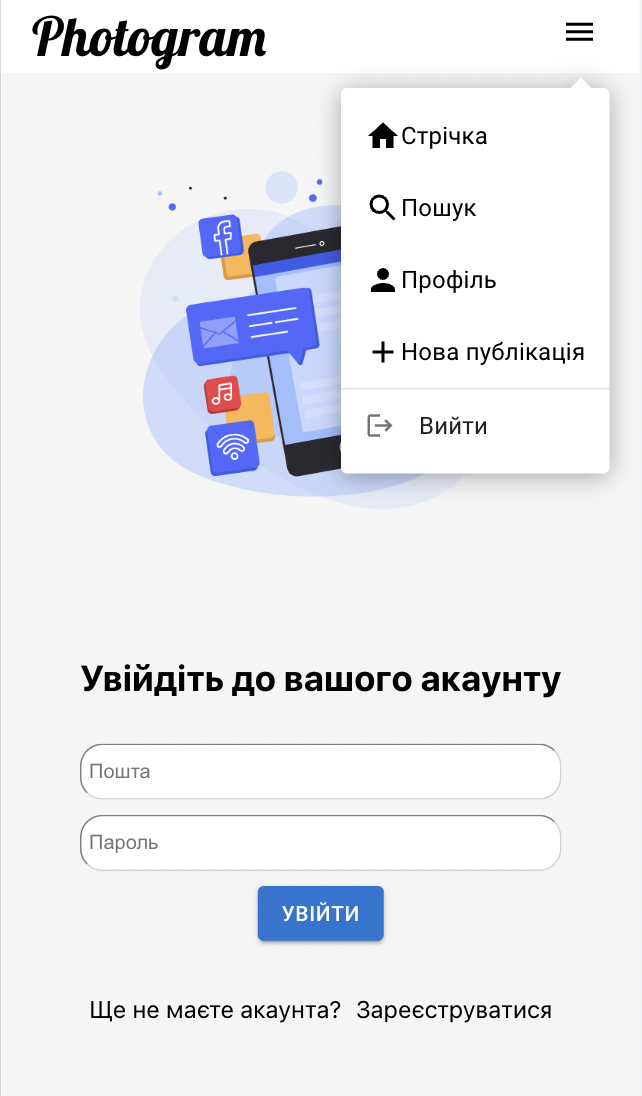 Photogram
Стрічка
Пошук
Профіль
Нова публікація
Вийти
Увійдіть до вашого акаунту
Пошта
Пароль
УВІЙТИ
Ще не маєте акаунта? Зареєструватися